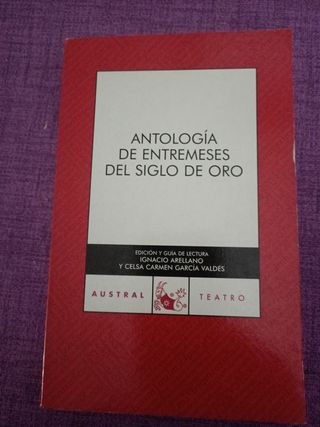 ANTOLOGÍA
DE ENTREMESES
DEL SIGLO DE ORO
EDICIÓN Y GUÍA DE LECTURA
IGNACIO ARELLANO
Y CELSA CARMEN GARCÍA VALDÉS
AUSTRAL TEATRO